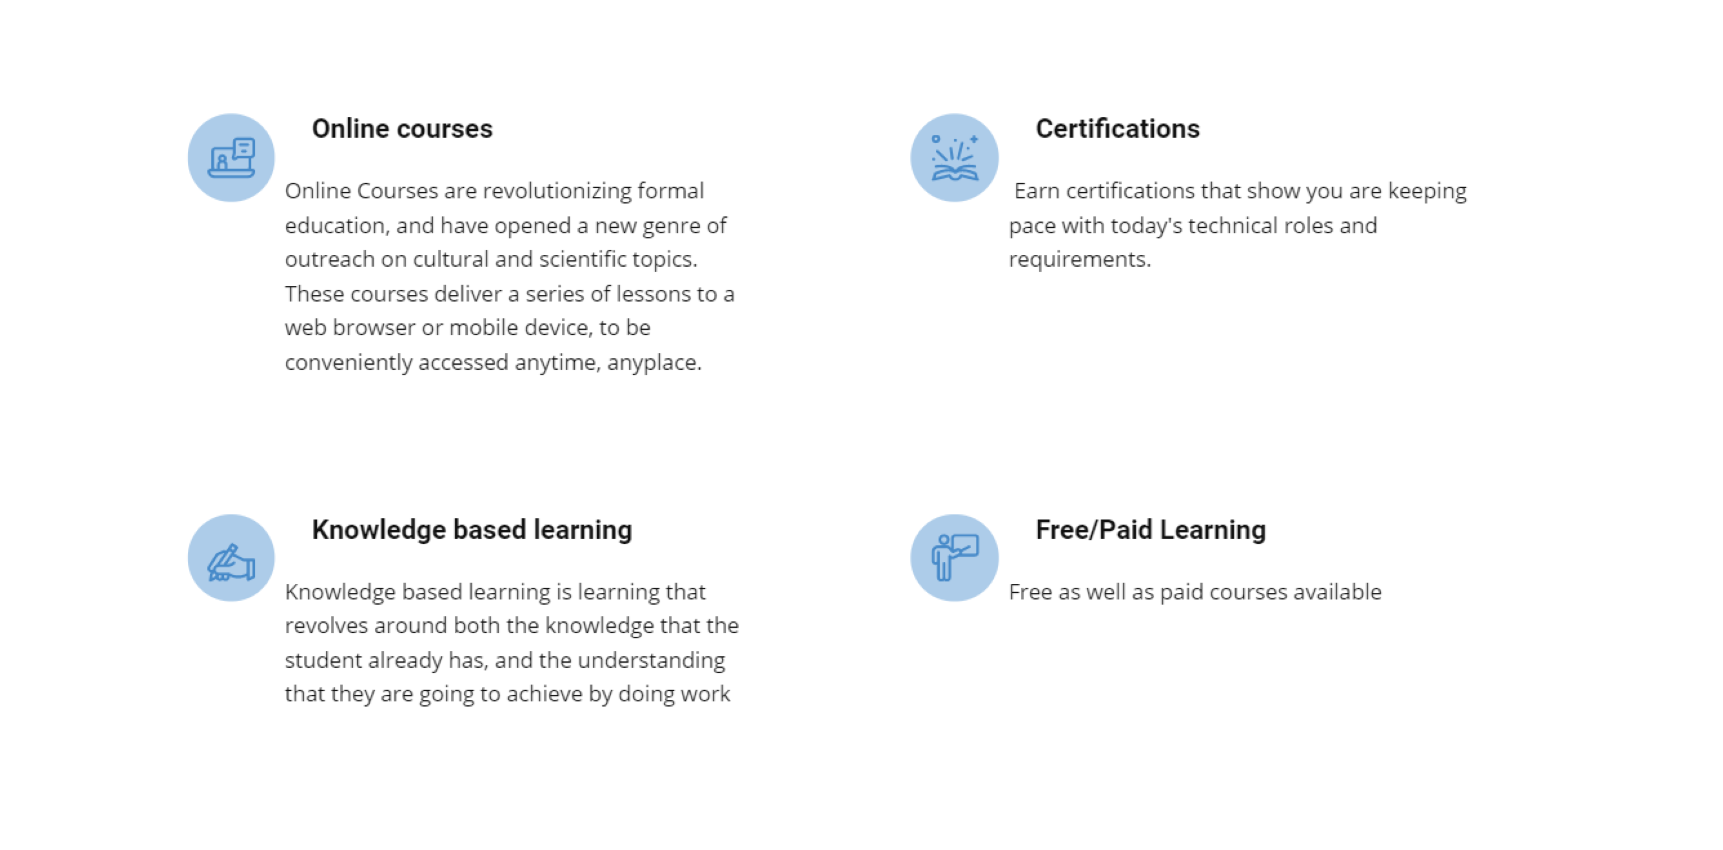 Online courses
Online Courses are revolutionizing formal
education, and have opened a new genre of
outreach on cultural and scientific topics.
These courses deliver a series of lessons to a
web browser or mobile device, to be
conveniently accessed anytime, anyplace.
Certifications
Earn certifications that show you are keeping
pace with today's technical roles and
requirements.
Knowledge based learning
Knowledge based learning is learning that
revolves around both the knowledge that the
student already has, and the understanding
that they are going to achieve by doing work
Free/Paid Learning
Free as well as paid courses available